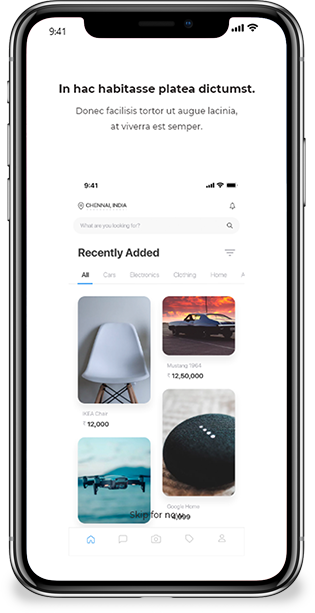 9:41
In hac habitasse platea dictumst.
Donec facilisis tortor ut augue lacinia,
at viverra est semper.
9:41
CHENNAI, INDIA
What are you looking for?
Recently Added
All Cars Electronics Clothing Home A
Mustang 1964
₹ 12,50,000
IKEA Chair
₹ 12,000
Google Home
₹ 4,999
Skip for now